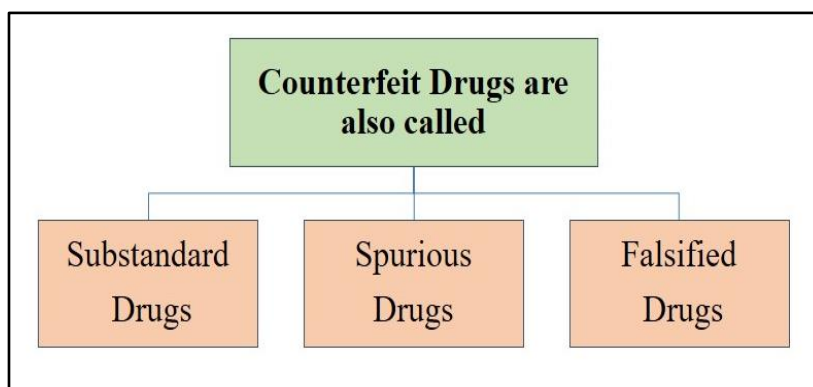 Counterfeit Drugs are
also called
Substandard
Drugs
Spurious
Drugs
Falsified
Drugs